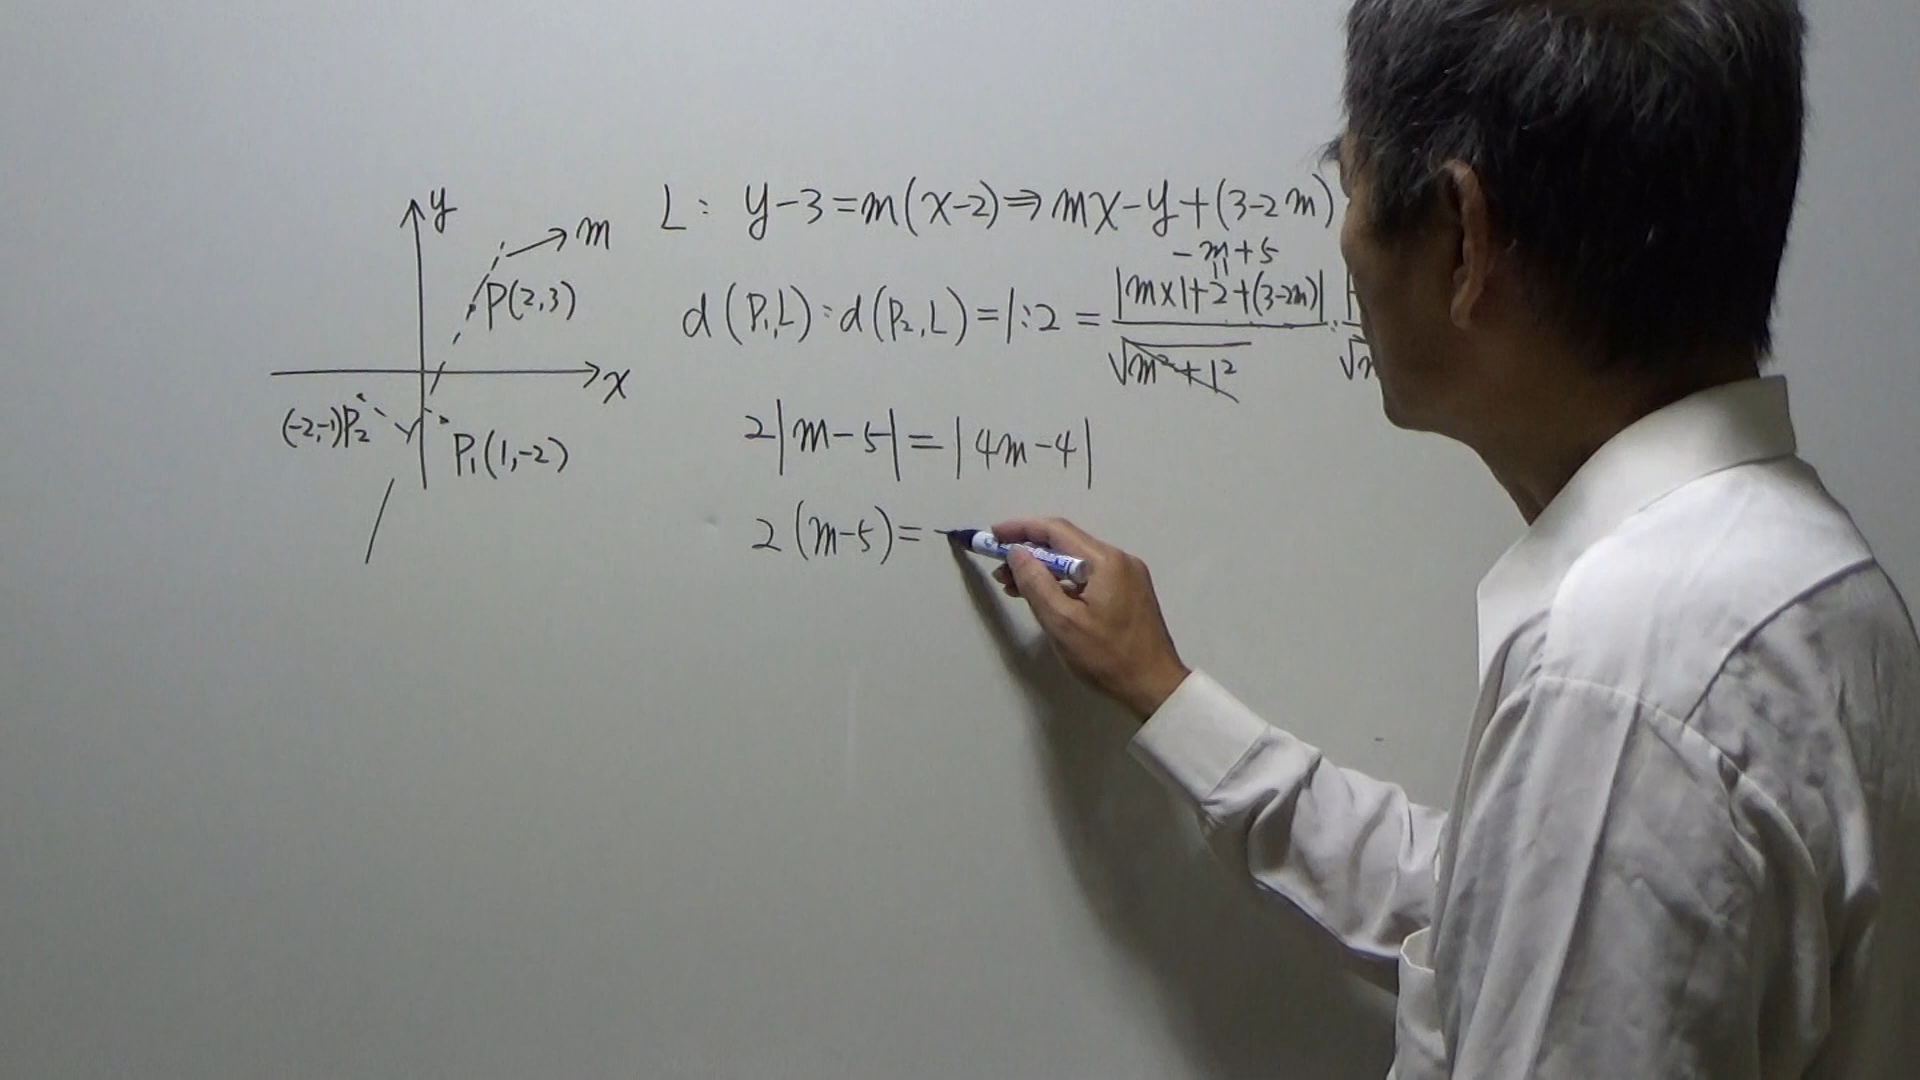 y
m
P(2,3)
x
(-2,-1)P₂
P₁(1,-2)
L: y-3=m(x-2)⇒mx-y+(3-2m)
-m+5
d(P₁,L):d(P₂,L)=1:2=|m×1+2+(3-2m)|/√m²+1² :
2|m-5|=|4m-4|
2(m-5)=